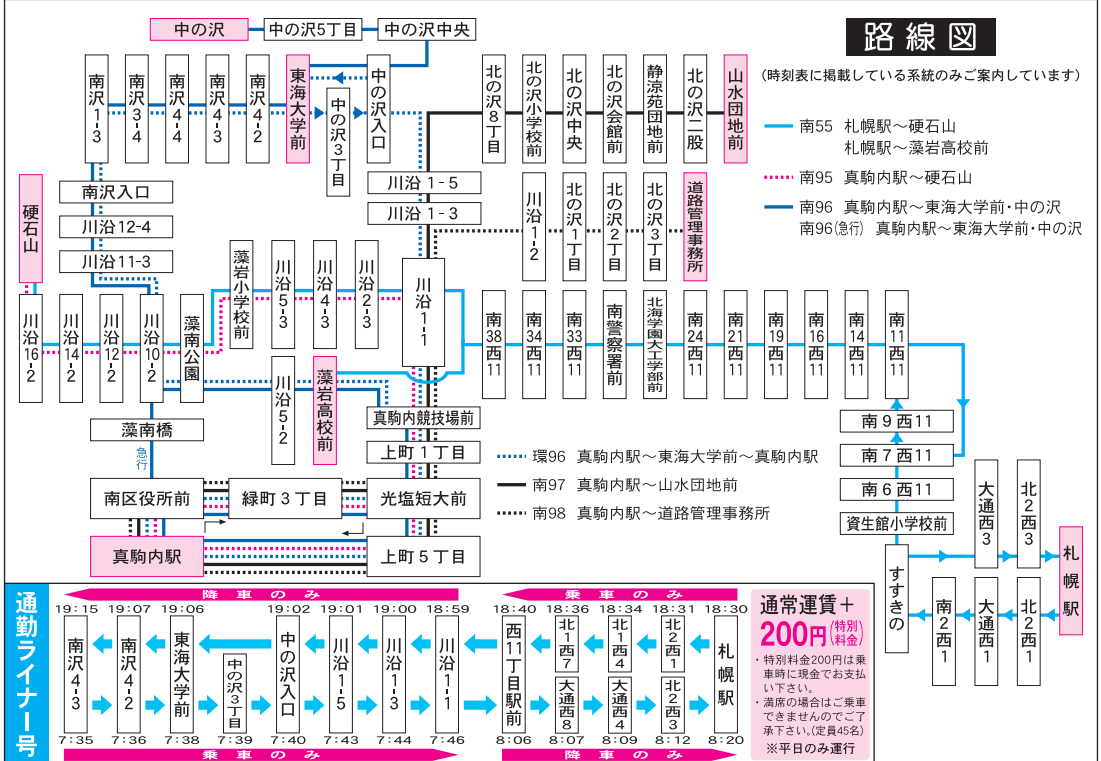 路線図
(時刻表に掲載している系統のみご案内しています)
南55 札幌駅～硬石山
札幌駅～藻岩高校前
南95 真駒内駅～硬石山
南96 真駒内駅～東海大学前・中の沢
南96(急行) 真駒内駅～東海大学前・中の沢
中の沢
中の沢5丁目
中の沢中央
南沢1-3
南沢3-4
南沢4-4
南沢4-3
南沢4-2
東海大学前
中の沢3丁目
中の沢入口
北の沢8丁目
北の沢小学校前
北の沢中央
北の沢会館前
静涼苑団地前
北の沢二股
山水団地前
川沿1-5
川沿1-3
川沿1-2
北の沢1丁目
北の沢2丁目
北の沢3丁目
道路管理事務所
南沢入口
川沿12-4
川沿11-3
硬石山
川沿16-2
川沿14-2
川沿12-2
川沿10-2
藻南公園
藻岩小学校前
川沿5-3
川沿4-3
川沿2-3
川沿1-1
南38西11
南34西11
南33西11
南警察署前
北海学園大工学部前
南24西11
南21西11
南19西11
南16西11
南14西11
南11西11
川沿5-2
藻岩高校前
真駒内競技場前
上町1丁目
藻南橋
急行
南区役所前
緑町3丁目
光塩短大前
真駒内駅
上町5丁目
環96 真駒内駅～東海大学前～真駒内駅
南97 真駒内駅～山水団地前
南98 真駒内駅～道路管理事務所
南9西11
南7西11
南6西11
資生館小学校前
すすきの
大通西3
北2西3
札幌駅
南2西1
大通西1
北2西1
通勤ライナー号
降車のみ
乗車のみ
19:15 19:07 19:06 19:02 19:01 19:00 18:59 18:40 18:36 18:34 18:31 18:30
南沢4-3
南沢4-2
東海大学前
中の沢3丁目
中の沢入口
川沿1-5
川沿1-3
川沿1-1
西11丁目駅前
北1西7
大通西8
北1西4
大通西4
北2西1
北2西3
札幌駅
7:35 7:36 7:38 7:39 7:40 7:43 7:44 7:46 8:06 8:07 8:09 8:12 8:20
乗車のみ
降車のみ
通常運賃＋
200円(特別料金)
・特別料金200円は乗
車時に現金でお支払
い下さい。
・満席の場合はご乗車
できませんのでご了
承下さい。(定員45名)
※平日のみ運行